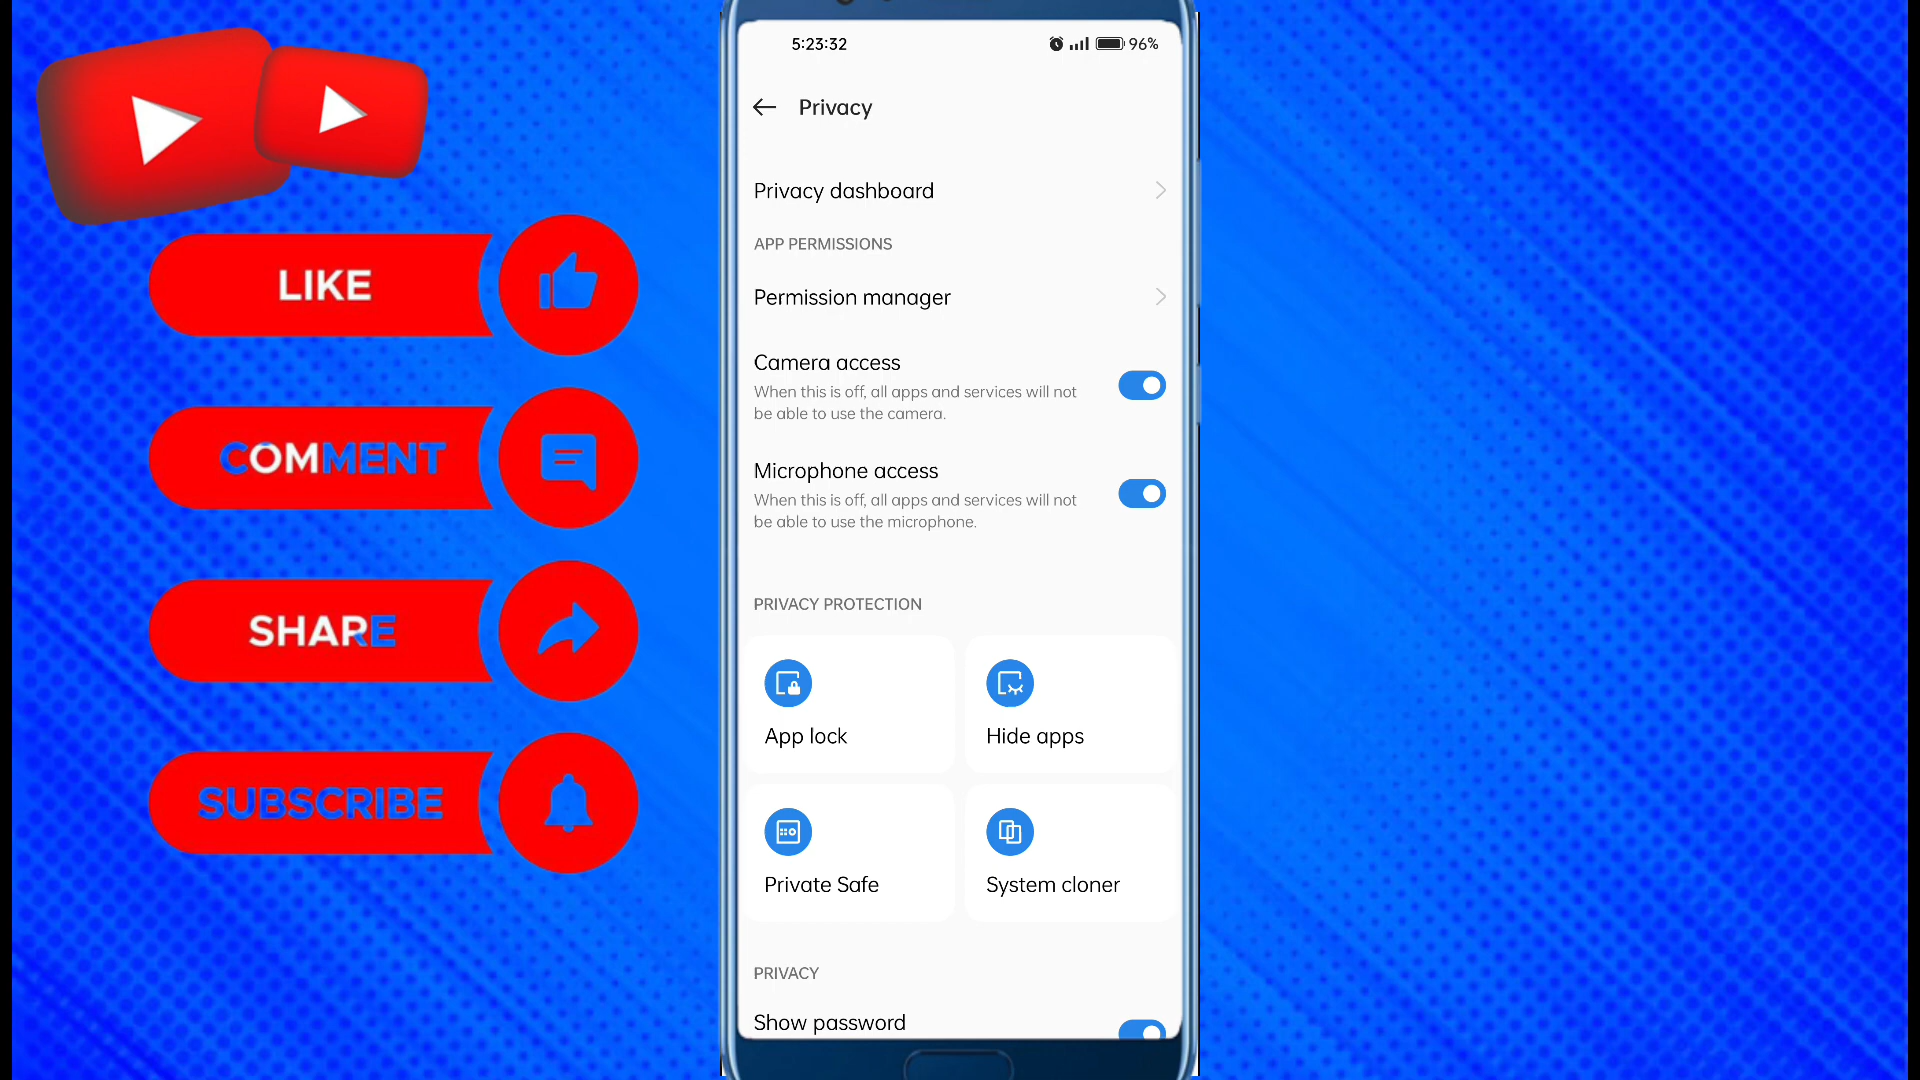 LIKE
COMMENT
SHARE
SUBSCRIBE
5:23:32
96%
Privacy
Privacy dashboard
APP PERMISSIONS
Permission manager
Camera access
When this is off, all apps and services will not
be able to use the camera.
Microphone access
When this is off, all apps and services will not
be able to use the microphone.
PRIVACY PROTECTION
App lock
Hide apps
Private Safe
System cloner
PRIVACY
Show password